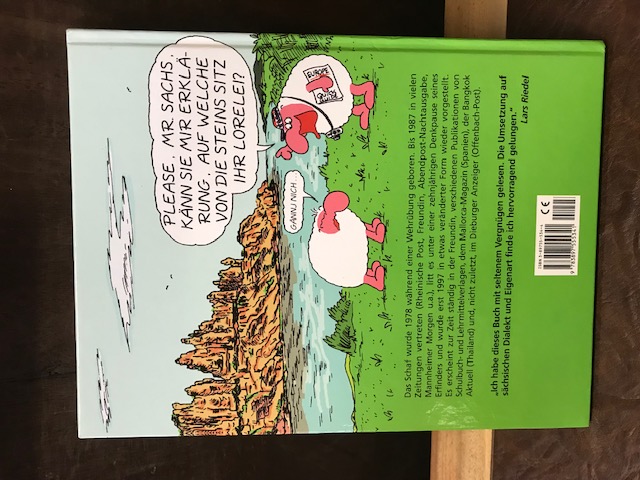 PLEASE, MR. SACHS,
KÄNN SIE MIR ERKLÄ-
RUNG, AUF WELCHE
VON DIE STEINS SITZ
IHR LORELEI?
EUROPE
GÄNNJ NICH
Das Schaf wurde 1978 während einer Wehrübung geboren. Bis 1987 in vielen
Zeitungen vertreten (Rheinische Post, Freundin, Abendpost-Nachtausgabe,
Mannheimer Morgen u.a.), litt es unter einer zehnjährigen Denkpause seines
Erfinders und wurde erst 1997 in etwas veränderter Form wieder vorgestellt.
Es erscheint zur Zeit ständig in der Freundin, verschiedenen Publikationen von
Schulbuch- und Lehrmittelverlagen, dem Mallorca-Magazin (Spanien), der Bangkok
Aktuell (Thailand) und, nicht zuletzt, im Dieburger Anzeiger (Offenbach-Post).
„Ich habe dieses Buch mit seltenem Vergnügen gelesen. Die Umsetzung auf
sächsischen Dialekt und Eigenart finde ich hervorragend gelungen.“
Lars Riedel
CE
ISBN